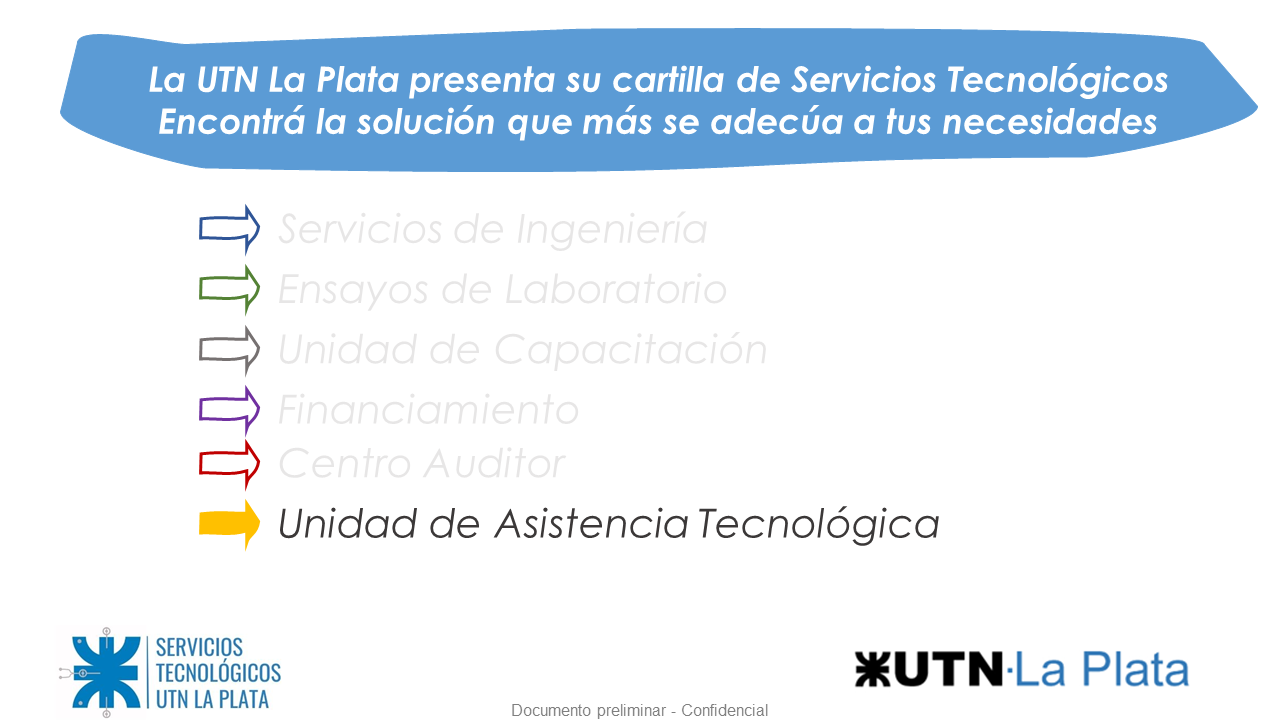 La UTN La Plata presenta su cartilla de Servicios Tecnológicos
Encontrá la solución que más se adecúa a tus necesidades
Servicios de Ingeniería
Ensayos de Laboratorio
Unidad de Capacitación
Financiamiento
Centro Auditor
Unidad de Asistencia Tecnológica
SERVICIOS
TECNOLÓGICOS
UTN LA PLATA
UTN·La Plata
Documento preliminar - Confidencial